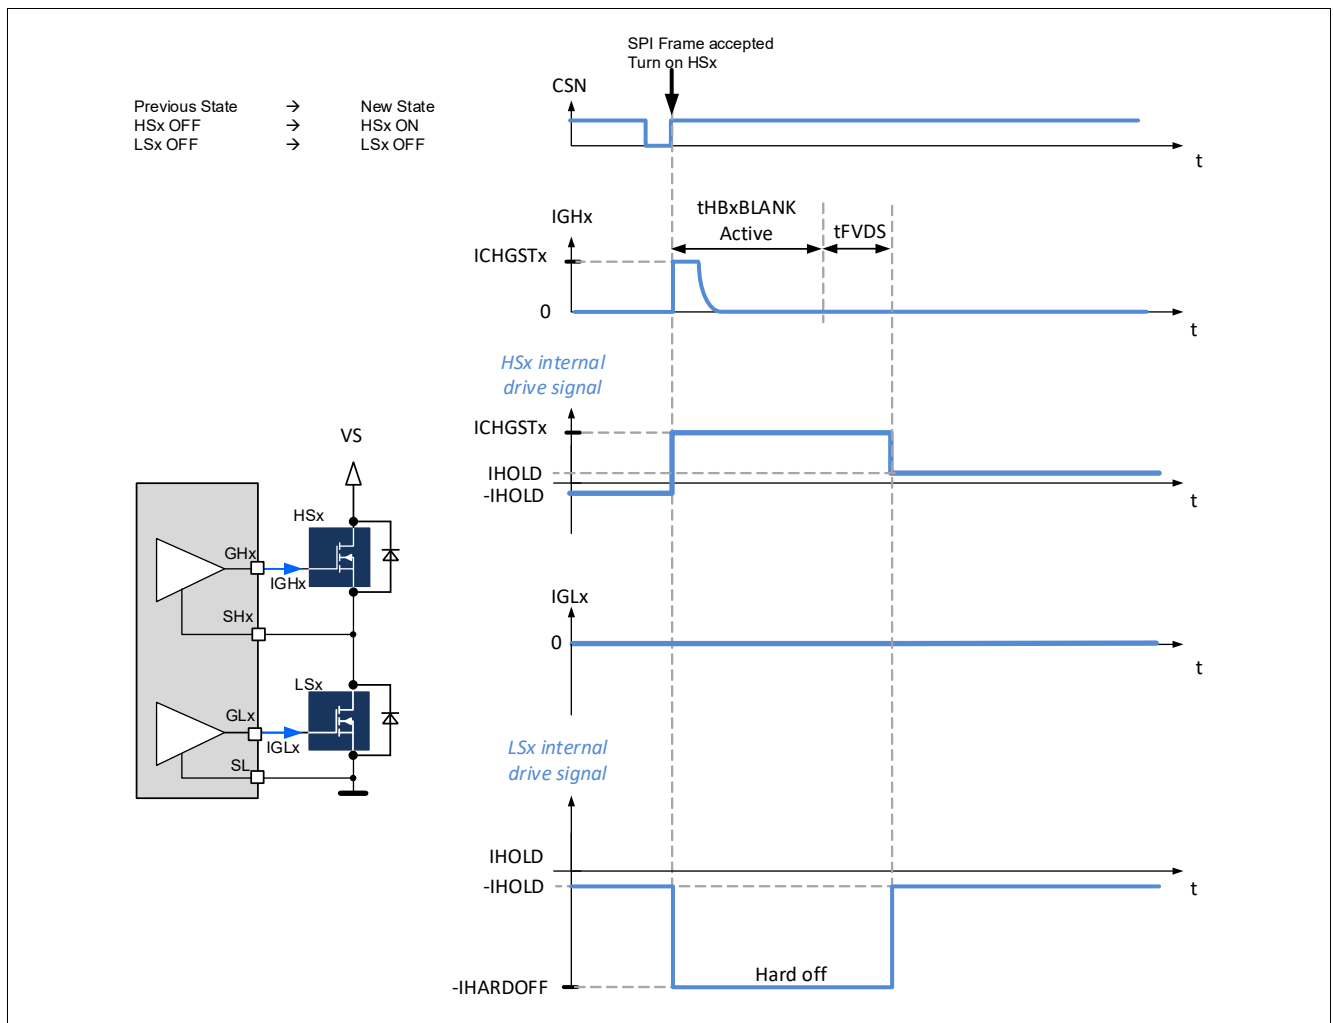 SPI Frame accepted
Turn on HSx
CSN
Previous State → New State
HSx OFF → HSx ON
LSx OFF → LSx OFF
t
IGHx
tHBxBLANK
Active
tFVDS
ICHGSTx
0
t
HSx internal
drive signal
ICHGSTx
IHOLD
-IHOLD
t
VS
HSx
GHx
IGHx
SHx
LSx
GLx
IGLx
SL
IGLx
0
t
LSx internal
drive signal
IHOLD
-IHOLD
t
Hard off
-IHARDOFF